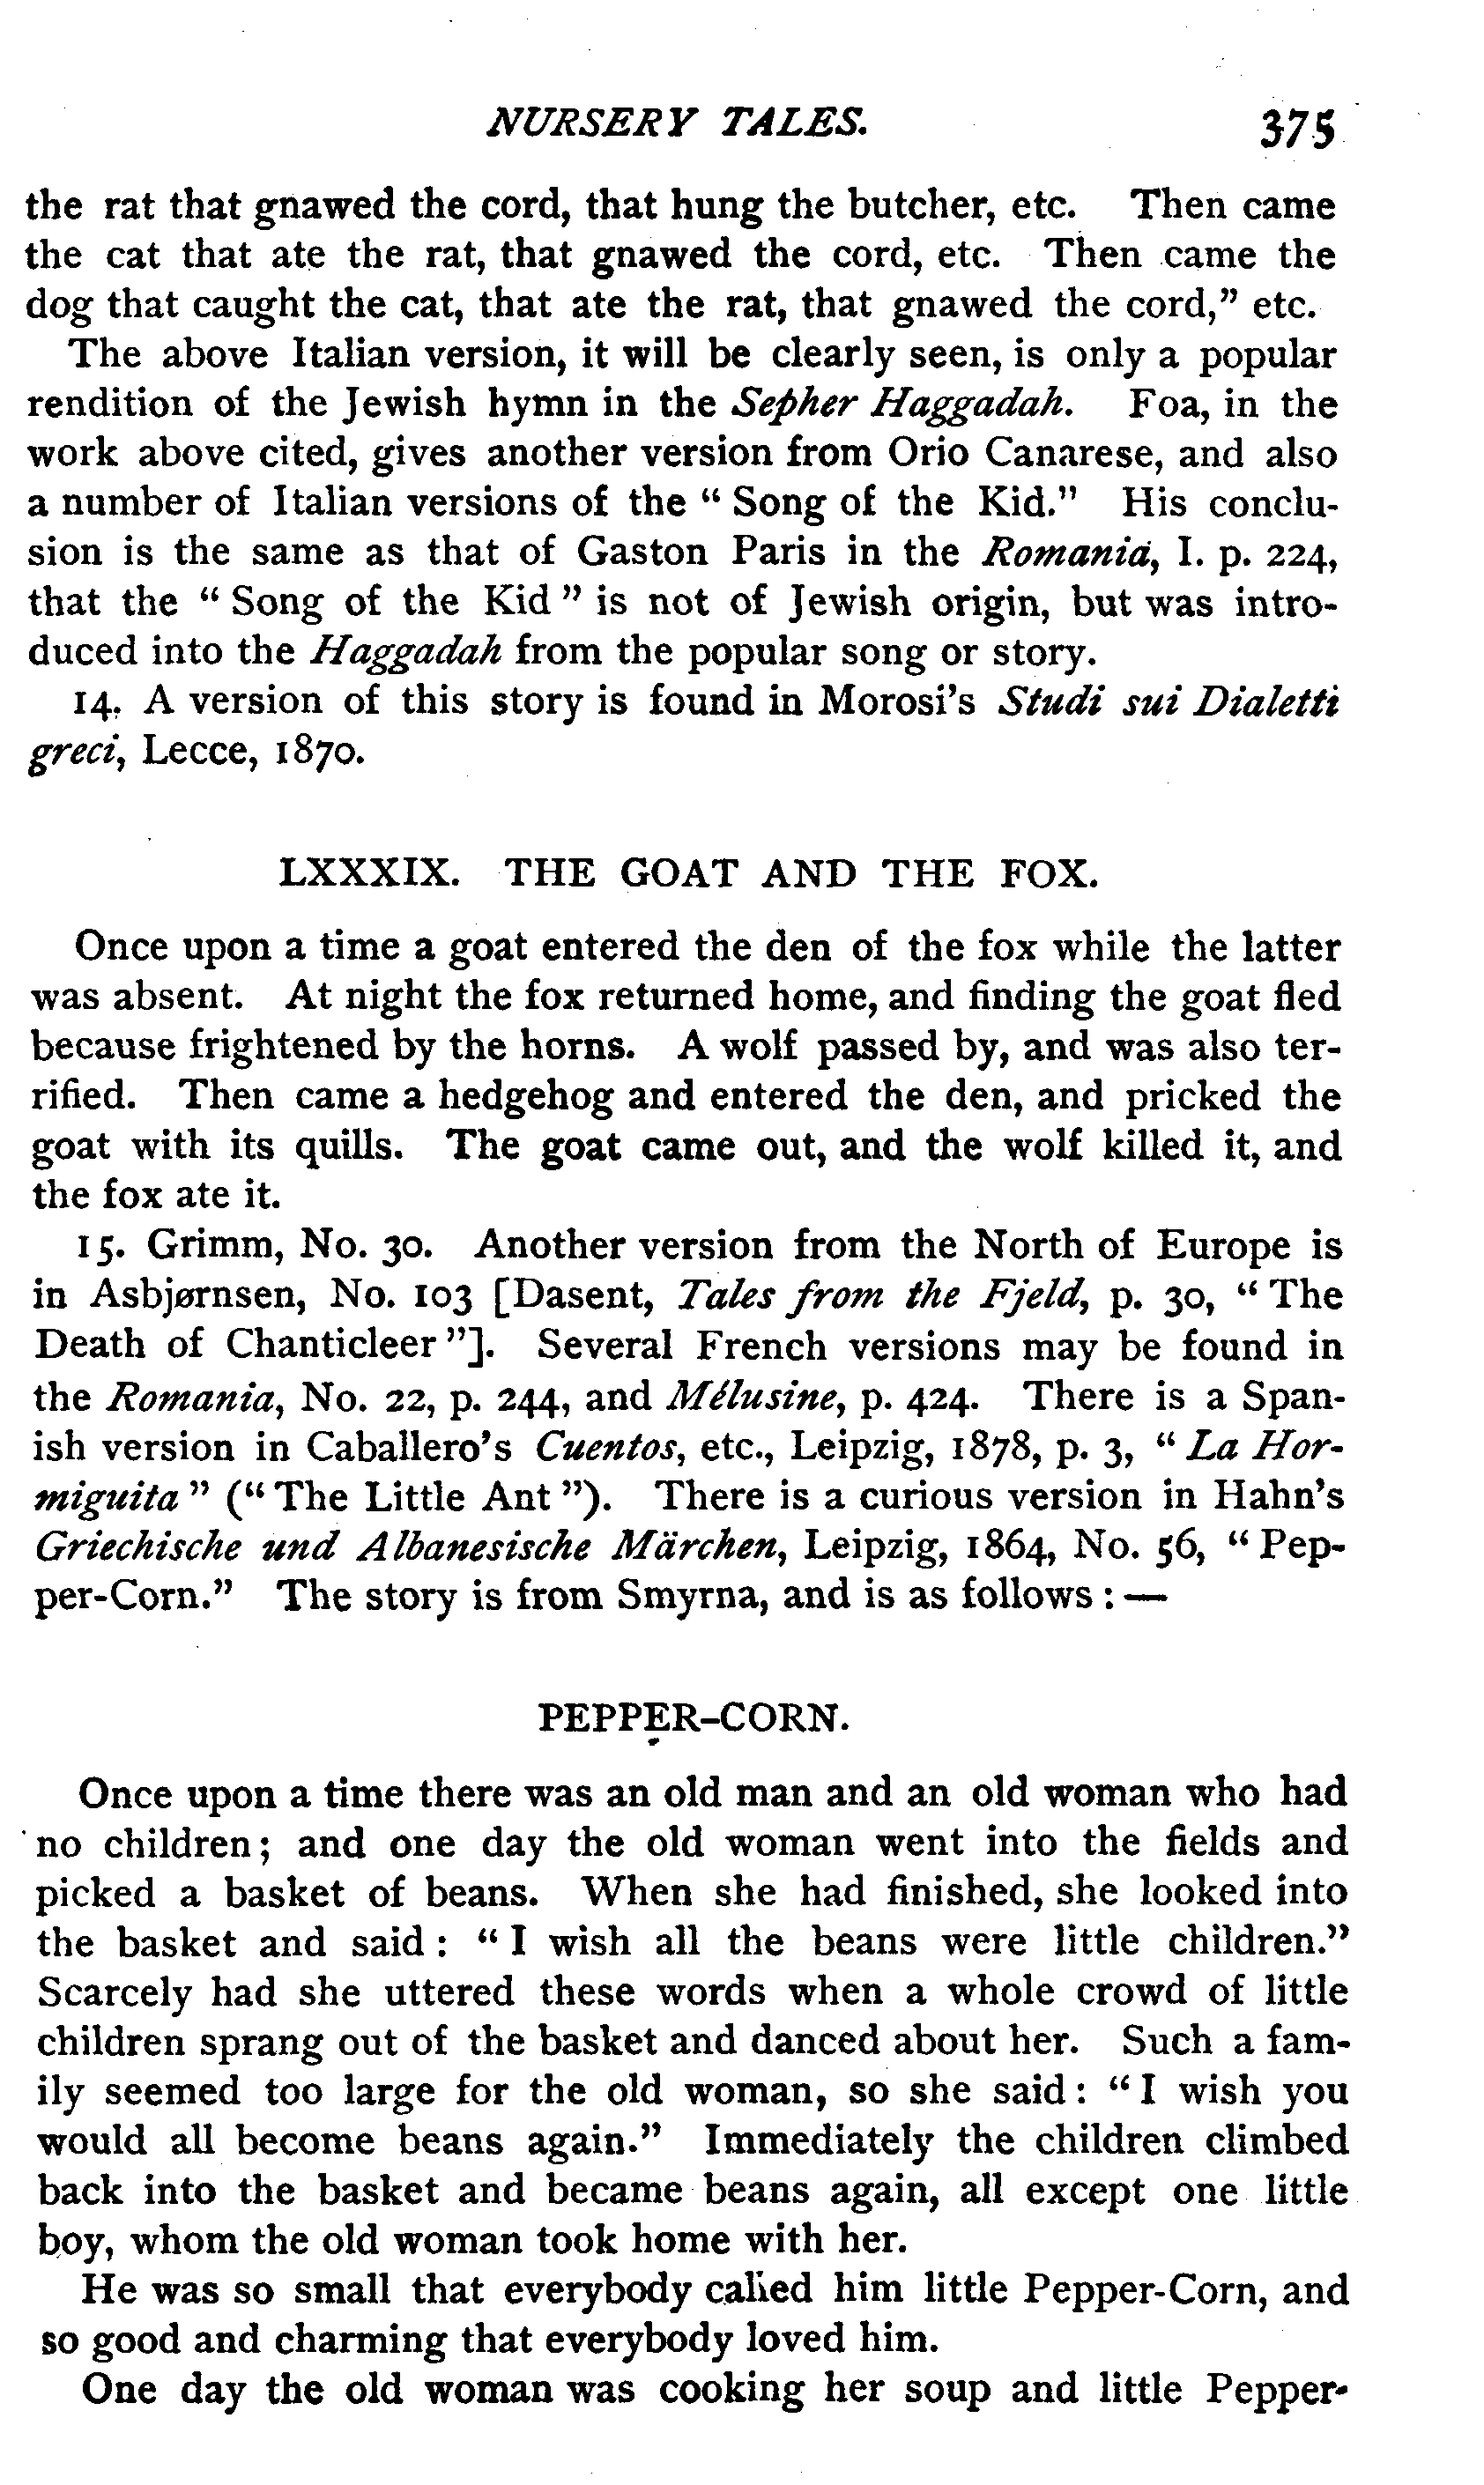 NURSERY TALES. 375
the rat that gnawed the cord, that hung the butcher, etc. Then came
the cat that ate the rat, that gnawed the cord, etc. Then came the
dog that caught the cat, that ate the rat, that gnawed the cord," etc.
The above Italian version, it will be clearly seen, is only a popular
rendition of the Jewish hymn in the Sepher Haggadah. Foa, in the
work above cited, gives another version from Orio Canarese, and also
a number of Italian versions of the "Song of the Kid." His conclu-
sion is the same as that of Gaston Paris in the Romania, I. p. 224,
that the "Song of the Kid" is not of Jewish origin, but was intro-
duced into the Haggadah from the popular song or story.
14. A version of this story is found in Morosi's Studi sui Dialetti
greci, Lecce, 1870.
LXXXIX. THE GOAT AND THE FOX.
Once upon a time a goat entered the den of the fox while the latter
was absent. At night the fox returned home, and finding the goat fled
because frightened by the horns. A wolf passed by, and was also ter-
rified. Then came a hedgehog and entered the den, and pricked the
goat with its quills. The goat came out, and the wolf killed it, and
the fox ate it.
15. Grimm, No. 30. Another version from the North of Europe is
in Asbjørnsen, No. 103 [Dasent, Tales from the Fjeld, p. 30, "The
Death of Chanticleer"]. Several French versions may be found in
the Romania, No. 22, p. 244, and Mélusine, p. 424. There is a Span-
ish version in Caballero's Cuentos, etc., Leipzig, 1878, p. 3, "La Hor-
miguita" ("The Little Ant"). There is a curious version in Hahn's
Griechische und Albanesische Märchen, Leipzig, 1864, No. 56, "Pep-
per-Corn." The story is from Smyrna, and is as follows: —
PEPPER-CORN.
Once upon a time there was an old man and an old woman who had
no children; and one day the old woman went into the fields and
picked a basket of beans. When she had finished, she looked into
the basket and said: "I wish all the beans were little children."
Scarcely had she uttered these words when a whole crowd of little
children sprang out of the basket and danced about her. Such a fam-
ily seemed too large for the old woman, so she said: "I wish you
would all become beans again." Immediately the children climbed
back into the basket and became beans again, all except one little
boy, whom the old woman took home with her.
He was so small that everybody called him little Pepper-Corn, and
so good and charming that everybody loved him.
One day the old woman was cooking her soup and little Pepper-